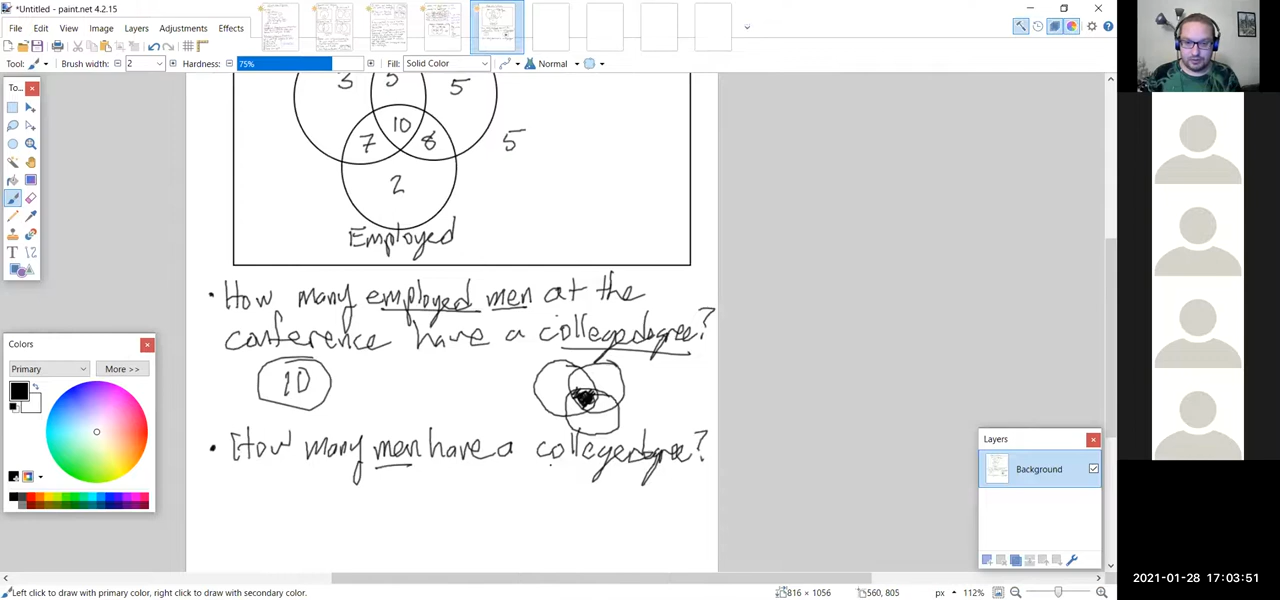 *Untitled - paint.net 4.2.15
File Edit View Image Layers Adjustments Effects
Tool: Brush width: 2 Hardness: 75% Fill: Solid Color Normal
To...
5 5
10
7 8 5
2
Employed
• How many employed men at the
conference have a college degree?
10
• How many men have a college degree?
Colors
Primary More >>
Layers
Background
Left click to draw with primary color, right click to draw with secondary color.
816 × 1056 560, 805 px 112%
2021-01-28 17:03:51